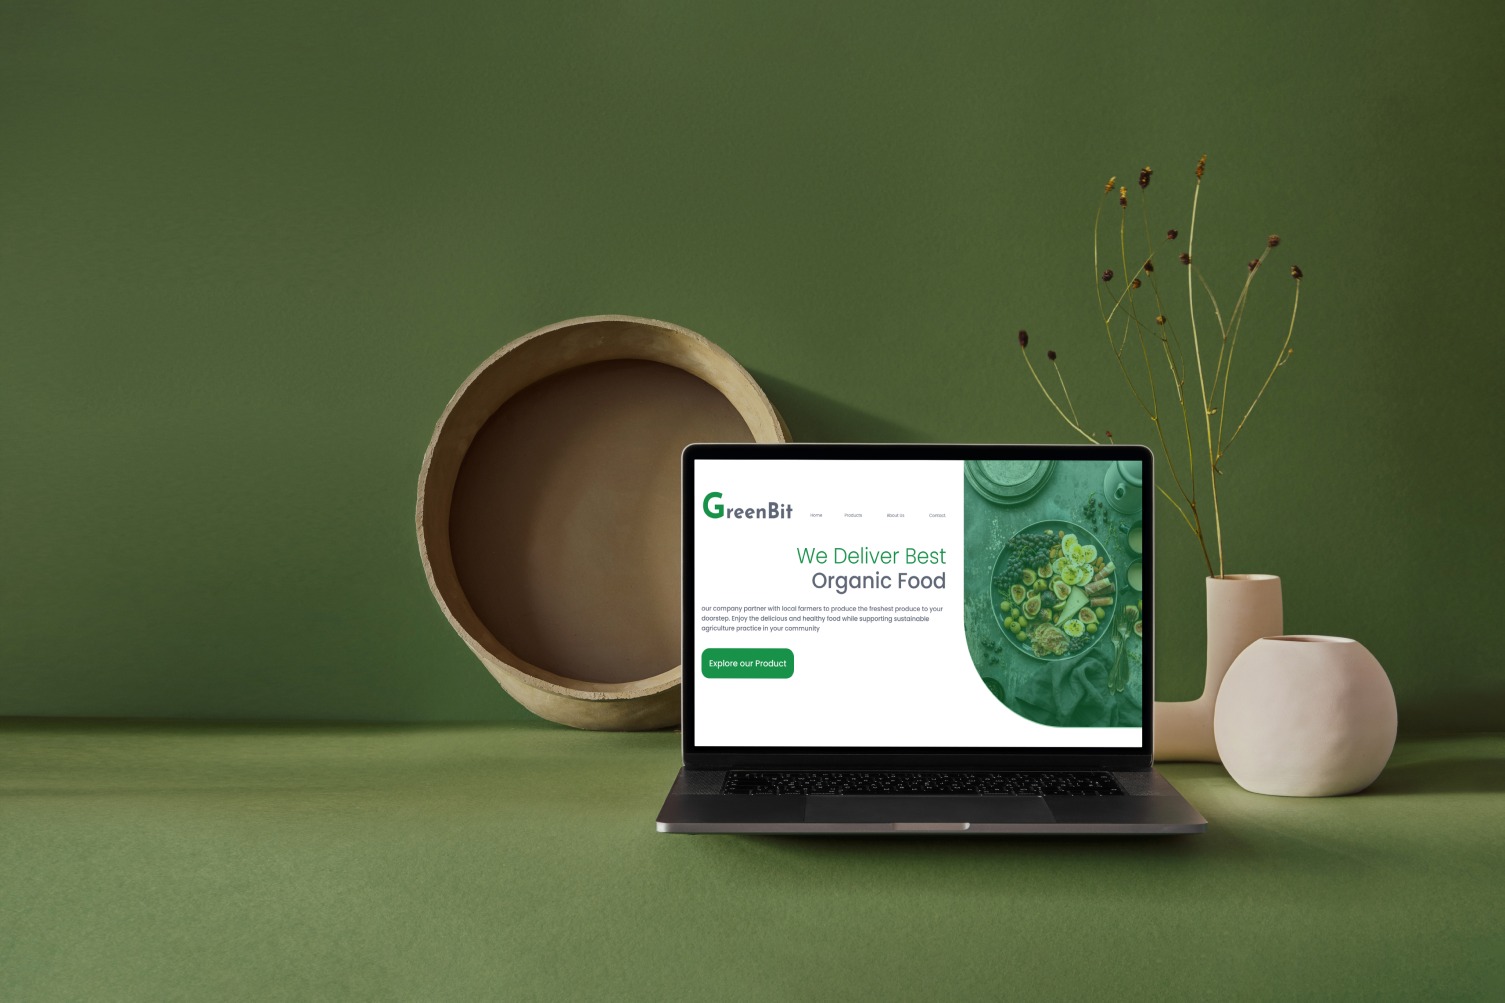 GreenBit
Home Products About Us Contact
We Deliver Best
Organic Food
our company partner with local farmers to produce the freshest produce to your
doorstep. Enjoy the delicious and healthy food while supporting sustainable
agriculture practice in your community
Explore our Product